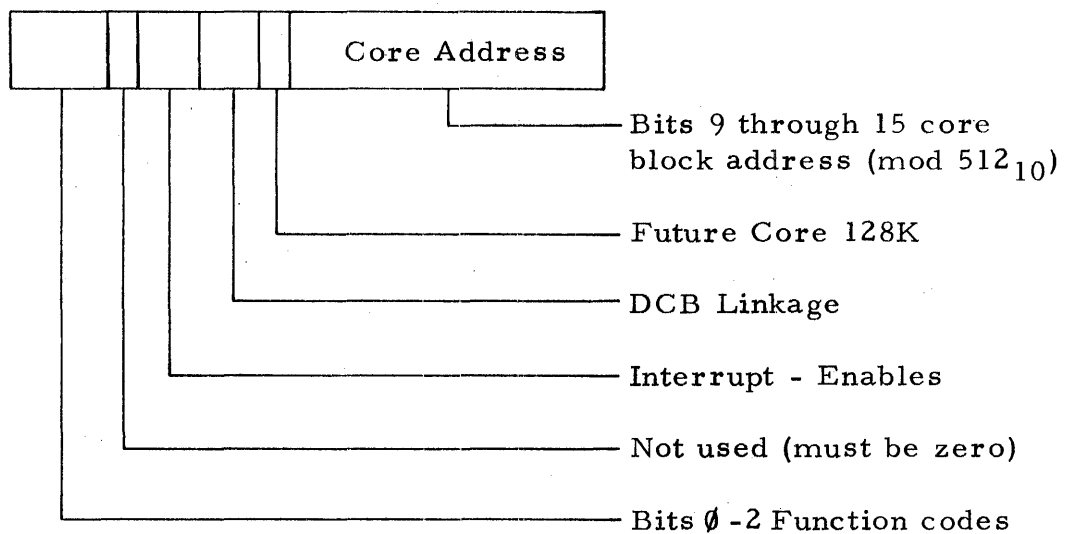 Core Address
Bits 9 through 15 core
block address (mod 512₁₀)
Future Core 128K
DCB Linkage
Interrupt - Enables
Not used (must be zero)
Bits Ø -2 Function codes